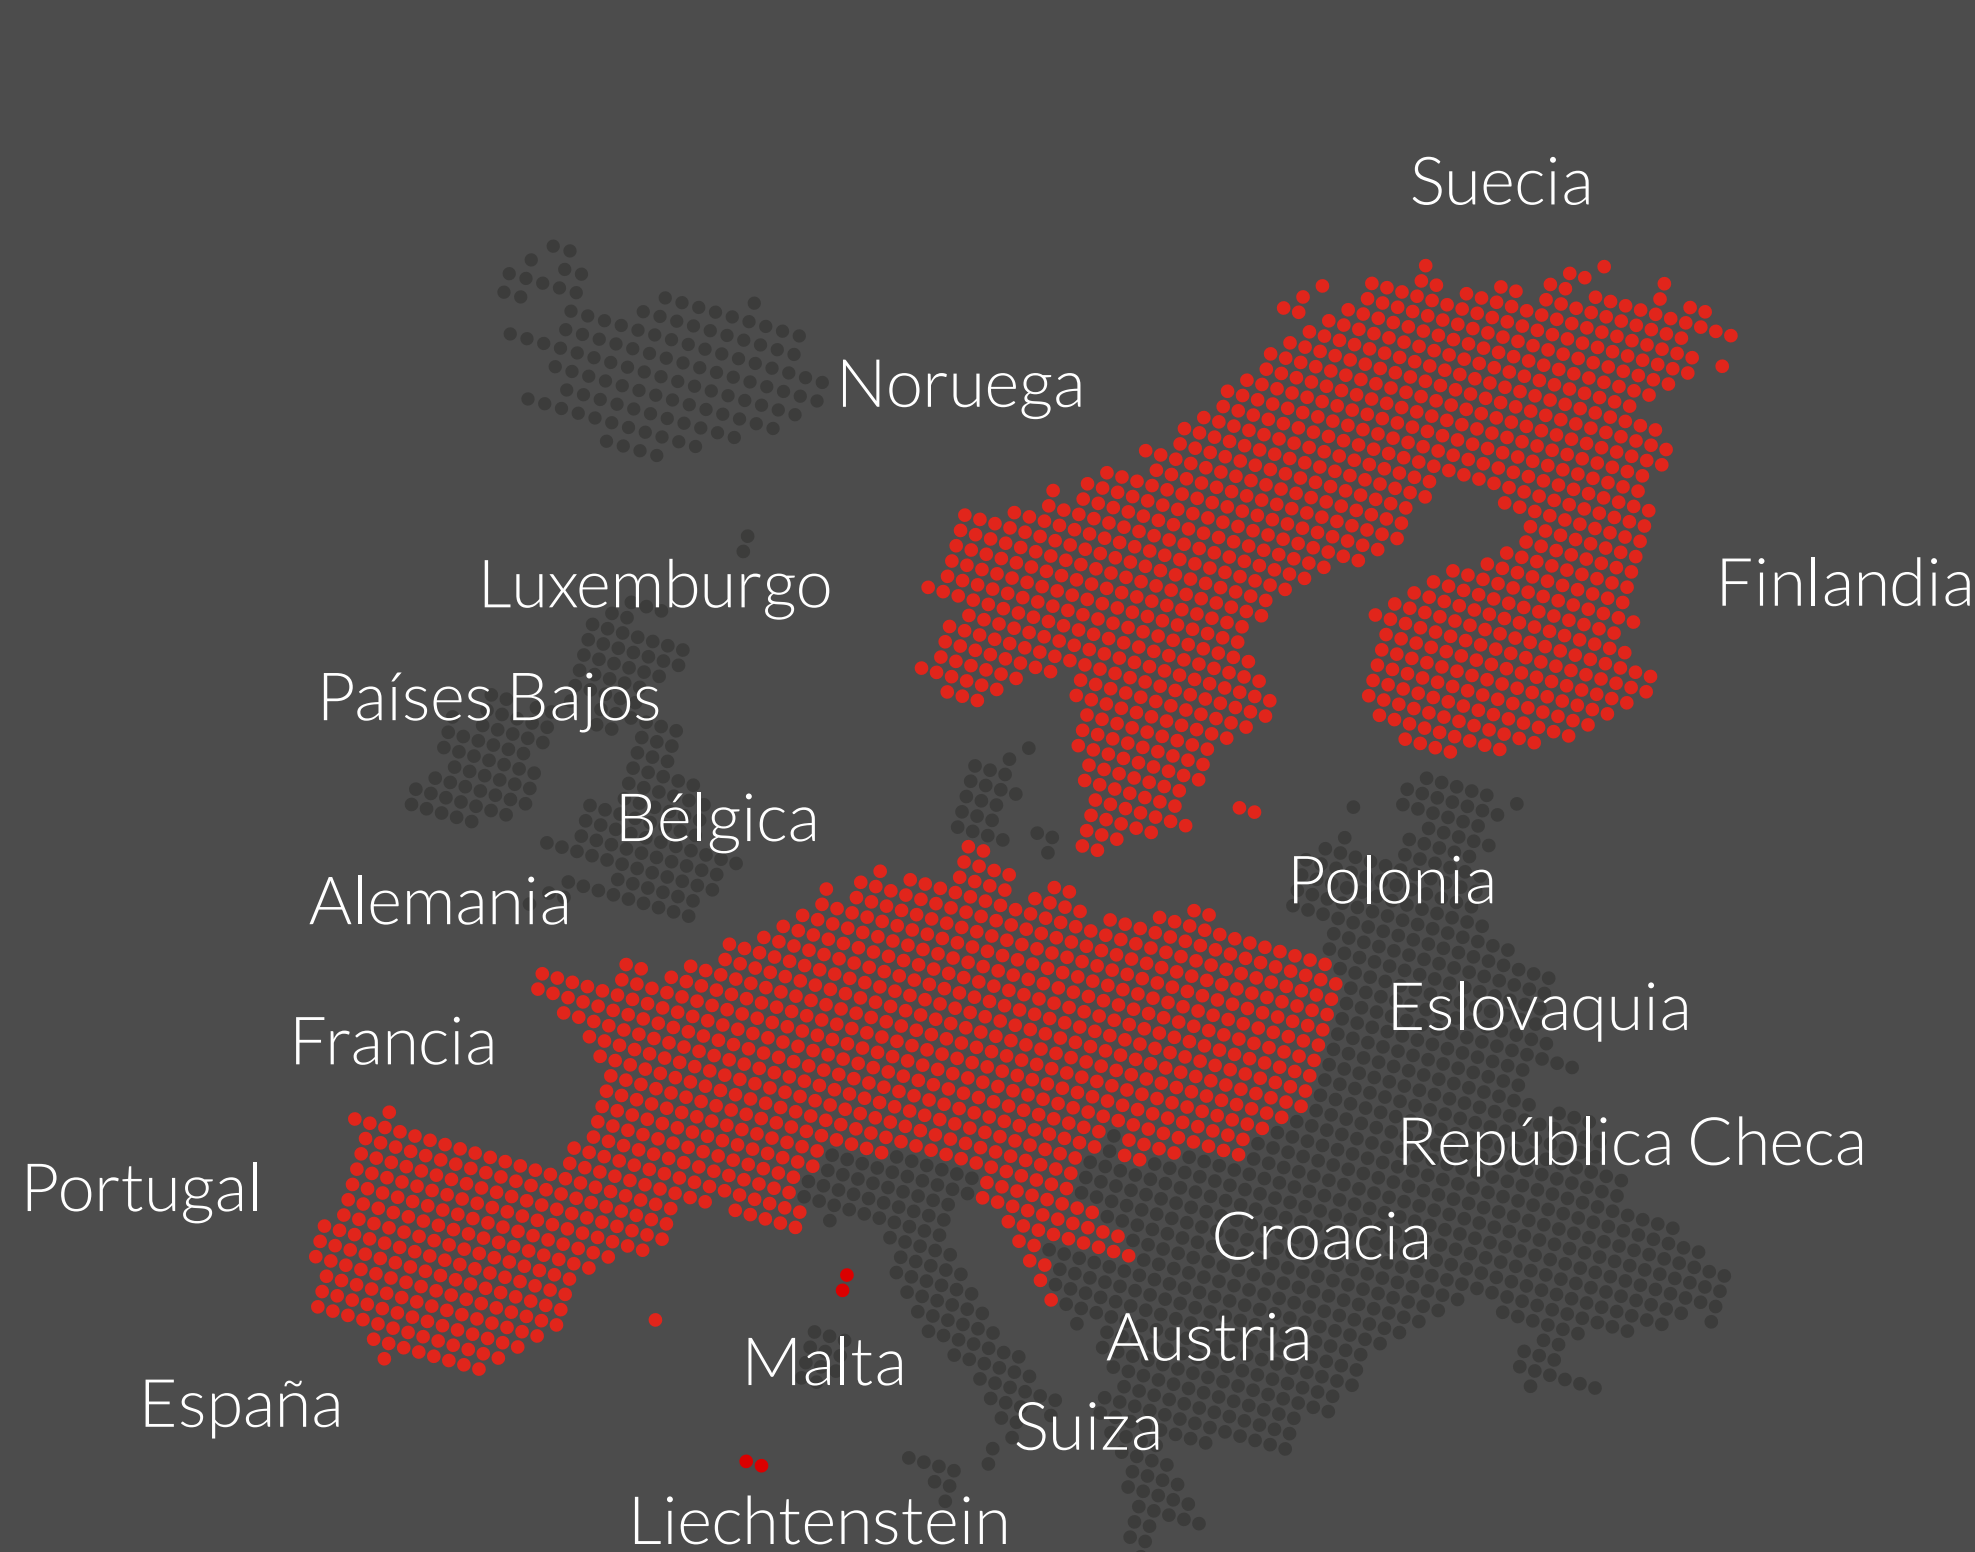 Suecia
Noruega
Luxemburgo
Finlandia
Países Bajos
Bélgica
Polonia
Alemania
Eslovaquia
Francia
República Checa
Portugal
Croacia
Austria
Malta
España
Suiza
Liechtenstein